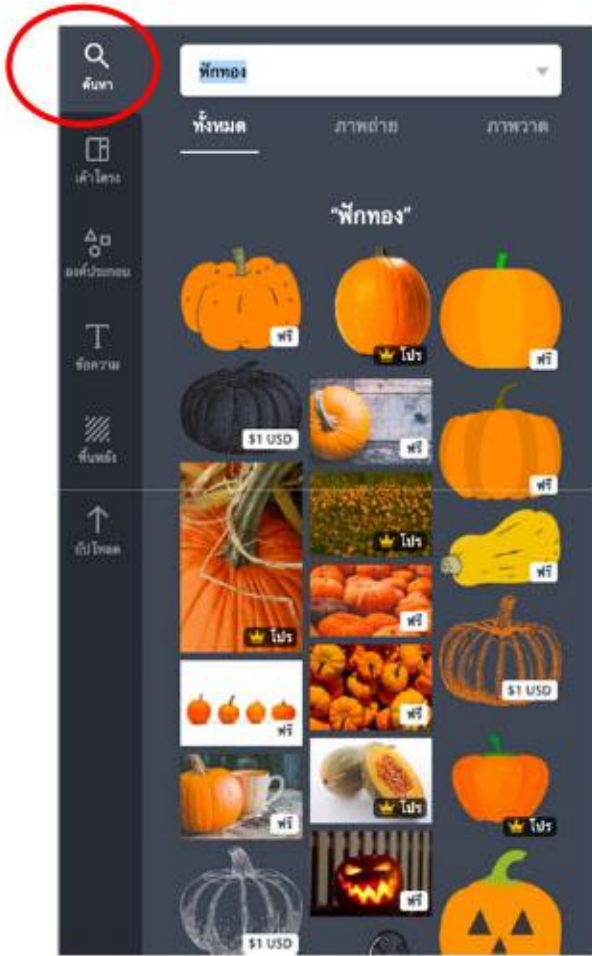 ค้นหา
ฟักทอง
ทั้งหมด
ภาพถ่าย
ภาพวาด
เค้าโครง
"ฟักทอง"
องค์ประกอบ
ฟรี
โปร
ฟรี
ข้อความ
$1 USD
ฟรี
พื้นหลัง
ฟรี
อัปโหลด
โปร
ฟรี
โปร
ฟรี
$1 USD
ฟรี
ฟรี
โปร
ฟรี
โปร
ฟรี
$1 USD